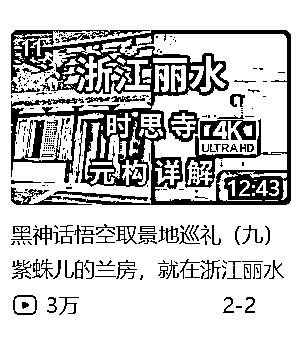 11
浙江丽水
时思寺
4K
ULTRA HD
元构详解
12:43
黑神话悟空取景地巡礼（九）
紫蛛儿的兰房，就在浙江丽水
3万
2-2